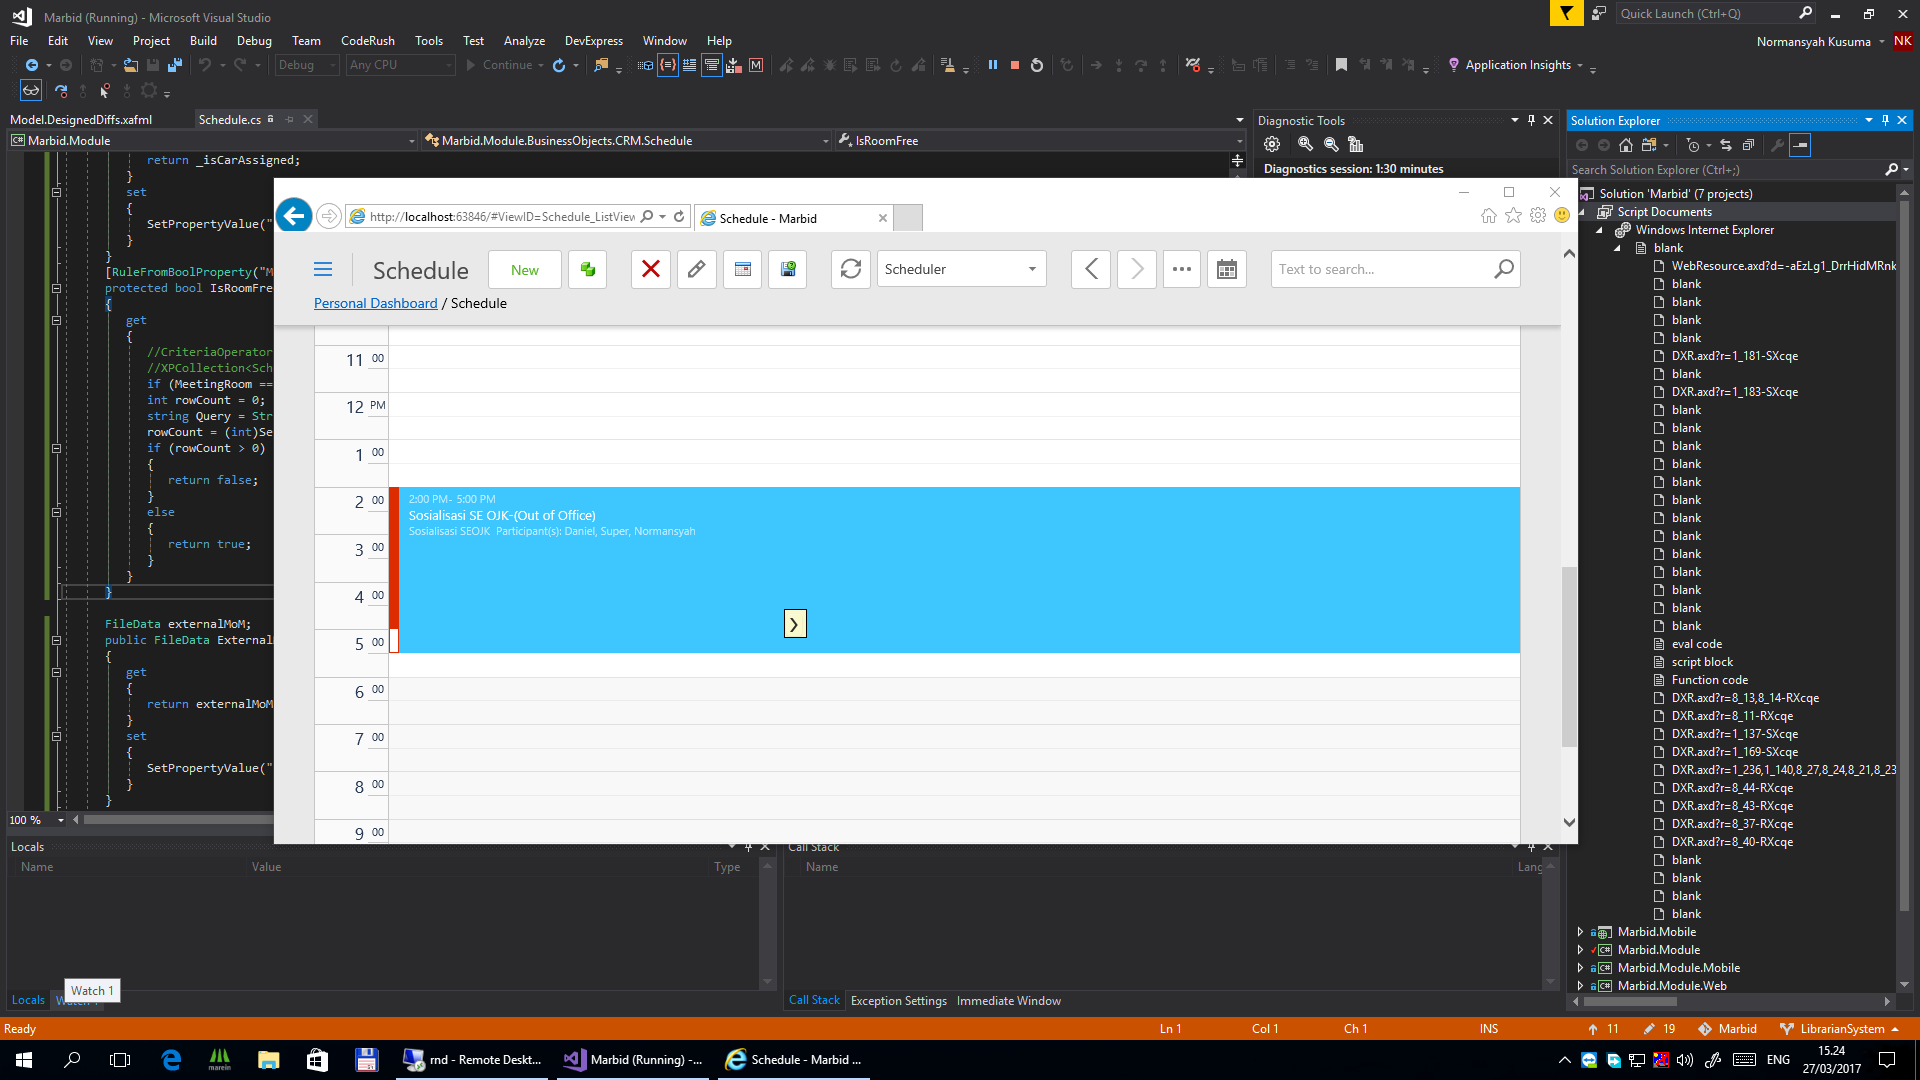 Marbid (Running) - Microsoft Visual Studio
Quick Launch (Ctrl+Q)
File Edit View Project Build Debug Team CodeRush Tools Test Analyze DevExpress Window Help
Normansyah Kusuma NK
Debug Any CPU Continue Application Insights
Model.DesignedDiffs.xafml Schedule.cs
Marbid.Module Marbid.Module.BusinessObjects.CRM.Schedule IsRoomFree
return _isCarAssigned;
}
set
{
SetPropertyValue("
}
}
[RuleFromBoolProperty("M
protected bool IsRoomFre
{
get
{
//CriteriaOperator
//XPCollection<Sch
if (MeetingRoom ==
int rowCount = 0;
string Query = Str
rowCount = (int)Se
if (rowCount > 0)
{
return false;
}
else
{
return true;
}
}
}
FileData externalMoM;
public FileData External
{
get
{
return externalMoM
}
set
{
SetPropertyValue("
}
}
100 %
Diagnostic Tools
Diagnostics session: 1:30 minutes
http://localhost:63846/#ViewID=Schedule_ListView
Schedule - Marbid
Schedule New Scheduler Text to search...
Personal Dashboard / Schedule
11 00
12 PM
1 00
2 00
3 00
4 00
5 00
6 00
7 00
8 00
9 00
2:00 PM- 5:00 PM
Sosialisasi SE OJK-(Out of Office)
Sosialisasi SEOJK Participant(s): Daniel, Super, Normansyah
Solution Explorer
Search Solution Explorer (Ctrl+;)
Solution 'Marbid' (7 projects)
Script Documents
Windows Internet Explorer
blank
WebResource.axd?d=-aEzLg1_DrrHidMRnk
blank
blank
blank
blank
DXR.axd?r=1_181-SXcqe
blank
DXR.axd?r=1_183-SXcqe
blank
blank
blank
blank
blank
blank
blank
blank
blank
blank
blank
blank
blank
eval code
script block
Function code
DXR.axd?r=8_13,8_14-RXcqe
DXR.axd?r=8_11-RXcqe
DXR.axd?r=1_137-SXcqe
DXR.axd?r=1_169-SXcqe
DXR.axd?r=1_236,1_140,8_27,8_24,8_21,8_23
DXR.axd?r=8_44-RXcqe
DXR.axd?r=8_43-RXcqe
DXR.axd?r=8_37-RXcqe
DXR.axd?r=8_40-RXcqe
blank
blank
blank
blank
Marbid.Mobile
Marbid.Module
Marbid.Module.Mobile
Marbid.Module.Web
Locals
Name Value Type
Call Stack
Name Lang
Watch 1
Locals Watch 1
Call Stack Exception Settings Immediate Window
Ready Ln 1 Col 1 Ch 1 INS 11 19 Marbid LibrarianSystem
marein
rnd - Remote Deskt... Marbid (Running) -... Schedule - Marbid ...
ENG
15.24
27/03/2017